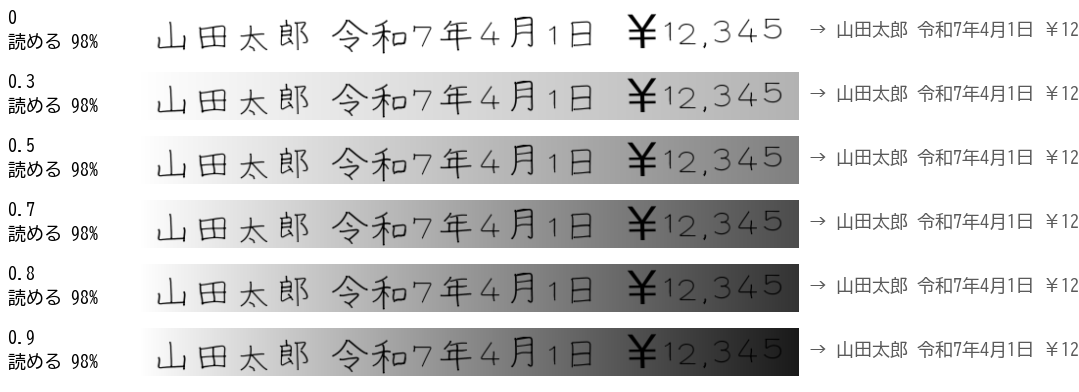 0
読める 98%
山田太郎 令和7年4月1日 ¥12,345 → 山田太郎 令和7年4月1日 ¥12
0.3
読める 98%
山田太郎 令和7年4月1日 ¥12,345 → 山田太郎 令和7年4月1日 ¥12
0.5
読める 98%
山田太郎 令和7年4月1日 ¥12,345 → 山田太郎 令和7年4月1日 ¥12
0.7
読める 98%
山田太郎 令和7年4月1日 ¥12,345 → 山田太郎 令和7年4月1日 ¥12
0.8
読める 98%
山田太郎 令和7年4月1日 ¥12,345 → 山田太郎 令和7年4月1日 ¥12
0.9
読める 98%
山田太郎 令和7年4月1日 ¥12,345 → 山田太郎 令和7年4月1日 ¥12